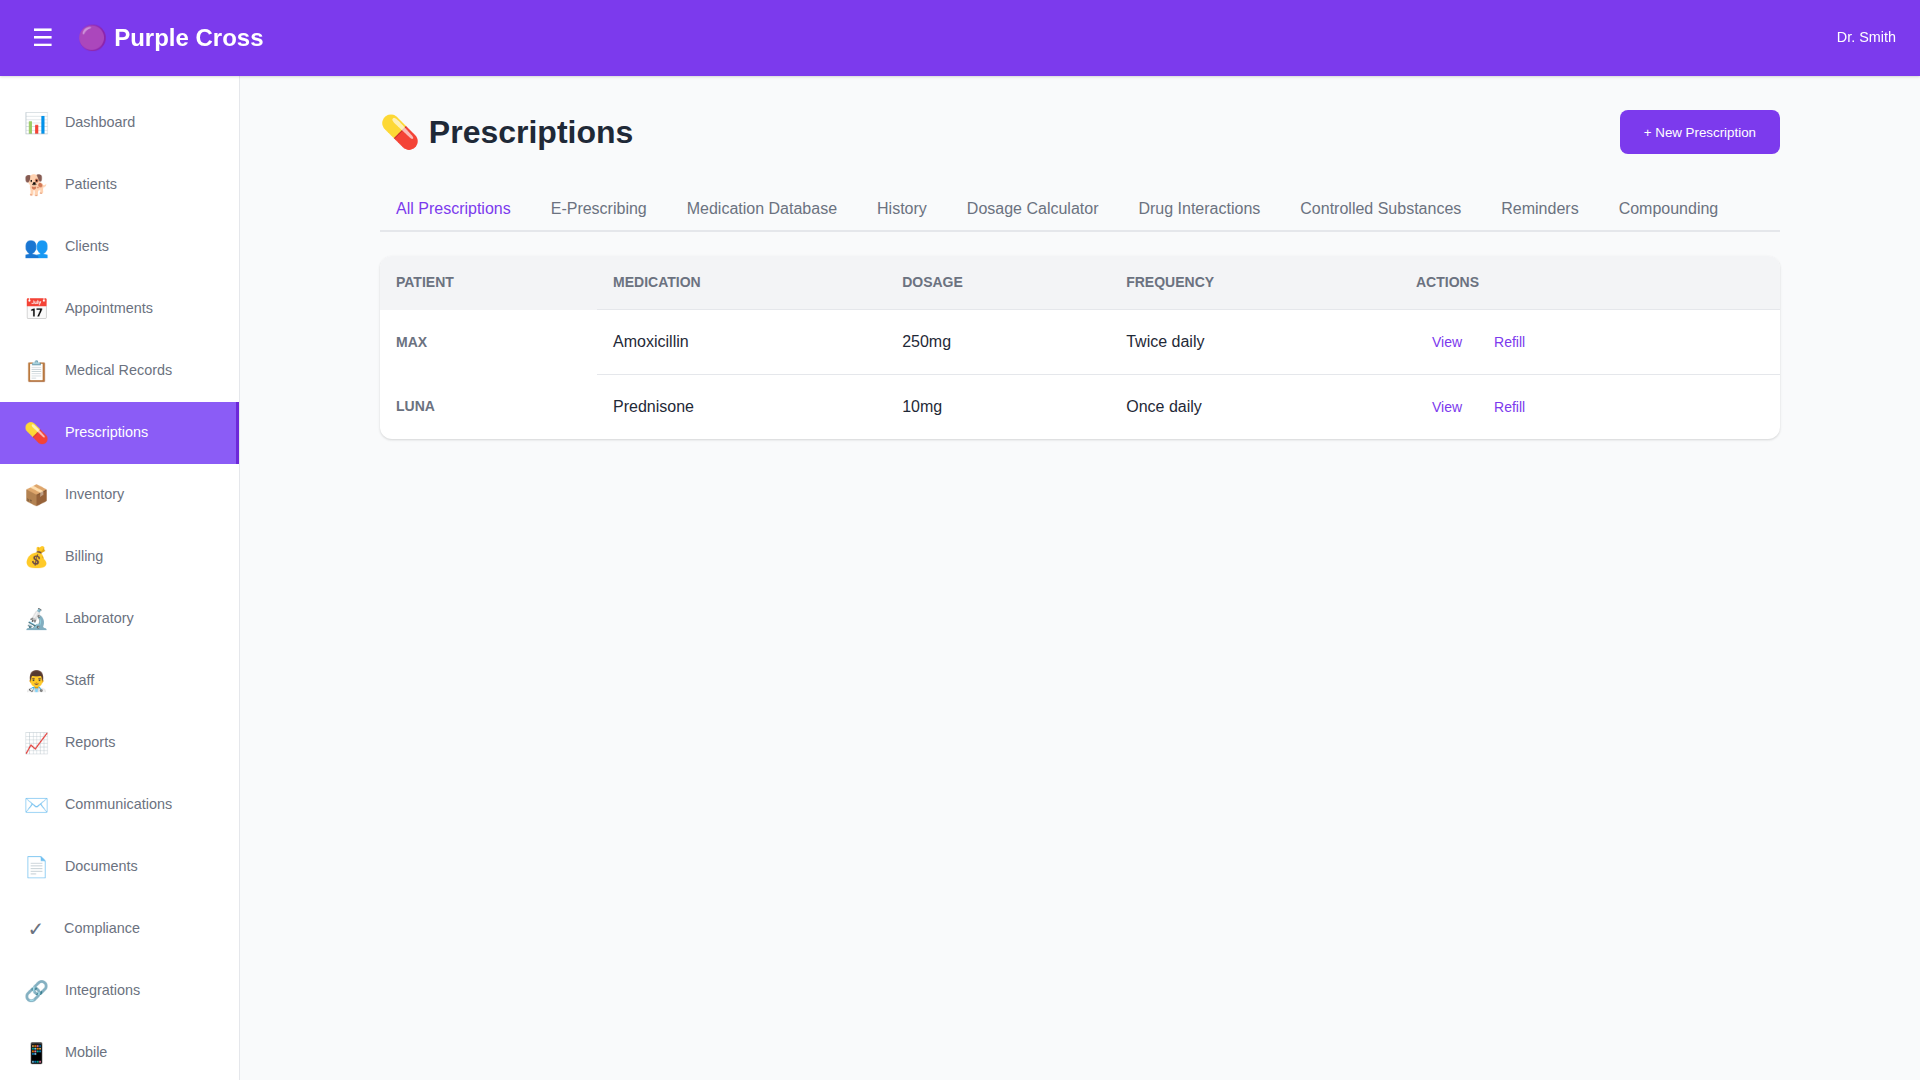 ☰ 🟣 Purple Cross
Dr. Smith
📊 Dashboard
🐕 Patients
👥 Clients
📅 Appointments
📋 Medical Records
💊 Prescriptions
📦 Inventory
💰 Billing
🔬 Laboratory
👨‍⚕️ Staff
📈 Reports
✉️ Communications
📄 Documents
✓ Compliance
🔗 Integrations
📱 Mobile
💊 Prescriptions
+ New Prescription
All Prescriptions E-Prescribing Medication Database History Dosage Calculator Drug Interactions Controlled Substances Reminders Compounding
PATIENT MEDICATION DOSAGE FREQUENCY ACTIONS
MAX Amoxicillin 250mg Twice daily View Refill
LUNA Prednisone 10mg Once daily View Refill